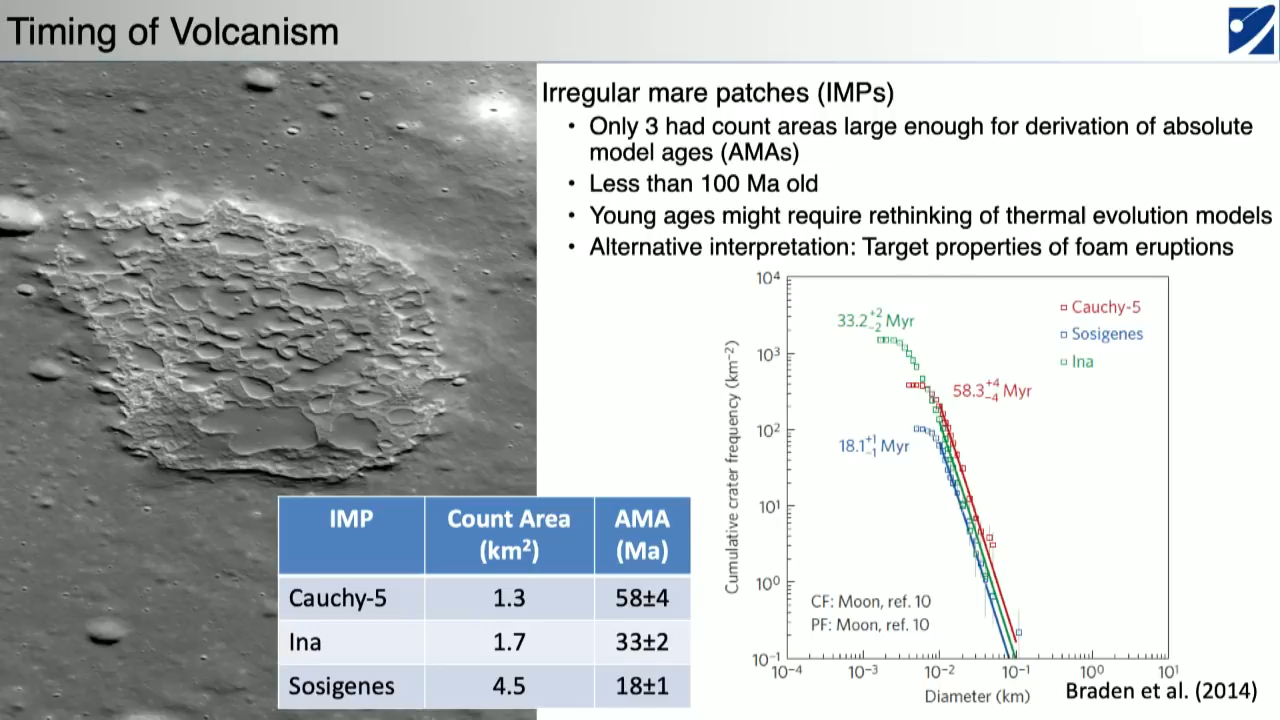 Timing of Volcanism
Irregular mare patches (IMPs)
• Only 3 had count areas large enough for derivation of absolute
model ages (AMAs)
• Less than 100 Ma old
• Young ages might require rethinking of thermal evolution models
• Alternative interpretation: Target properties of foam eruptions
IMP Count Area (km²) AMA (Ma)
Cauchy-5 1.3 58±4
Ina 1.7 33±2
Sosigenes 4.5 18±1
Cumulative crater frequency (km⁻²)
10⁴
10³
10²
10¹
10⁰
10⁻¹
33.2⁺²₋₂ Myr
58.3⁺⁴₋₄ Myr
18.1⁺¹₋₁ Myr
Cauchy-5
Sosigenes
Ina
CF: Moon, ref. 10
PF: Moon, ref. 10
10⁻⁴ 10⁻³ 10⁻² 10⁻¹ 10⁰ 10¹
Diameter (km)
Braden et al. (2014)